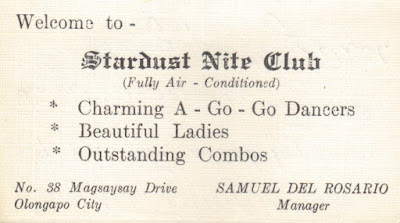 Welcome to -
Stardust Nite Club
(Fully Air - Conditioned)
* Charming A - Go - Go Dancers
* Beautiful Ladies
* Outstanding Combos
No. 38 Magsaysay Drive
Olongapo City
SAMUEL DEL ROSARIO
Manager